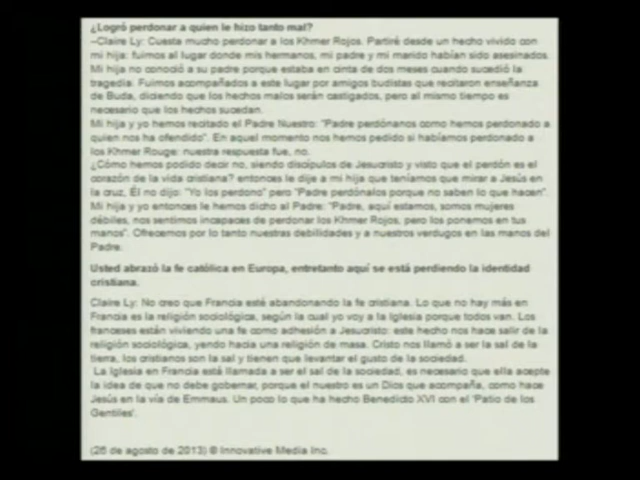 ¿Logró perdonar a quien le hizo tanto mal?
–Claire Ly: Cuesta mucho perdonar a los Khmer Rojos. Partiré desde un hecho vivido con
mi hija: fuimos al lugar donde mis hermanos, mi padre y mi marido habían sido asesinados.
Mi hija no conoció a su padre porque estaba en cinta de dos meses cuando sucedió la
tragedia. Fuimos acompañados a este lugar por amigos budistas que recitaron enseñanza
de Buda, diciendo que los hechos malos serán castigados, pero al mismo tiempo es
necesario que los hechos sucedan.
Mi hija y yo hemos recitado el Padre Nuestro: "Padre perdónanos como hemos perdonado a
quien nos ha ofendido". En aquel momento nos hemos pedido si habíamos perdonado a
los Khmer Rouge: nuestra respuesta fue, no.
¿Cómo hemos podido decir no, siendo discípulos de Jesucristo y visto que el perdón es el
corazón de la vida cristiana? entonces le dije a mi hija que teníamos que mirar a Jesús en
la cruz, Él no dijo: "Yo los perdono" pero "Padre perdónalos porque no saben lo que hacen".
Mi hija y yo entonces le hemos dicho al Padre: "Padre, aquí estamos, somos mujeres
débiles, nos sentimos incapaces de perdonar los Khmer Rojos, pero los ponemos en tus
manos". Ofrecemos por lo tanto nuestras debilidades y a nuestros verdugos en las manos del
Padre.
Usted abrazó la fe católica en Europa, entretanto aquí se está perdiendo la identidad
cristiana.
Claire Ly: No creo que Francia esté abandonando la fe cristiana. Lo que no hay más en
Francia es la religión sociológica, según la cual yo voy a la Iglesia porque todos van. Los
franceses están viviendo una fe como adhesión a Jesucristo: este hecho nos hace salir de la
religión sociológica, yendo hacia una religión de masa. Cristo nos llamó a ser la sal de la
tierra, los cristianos son la sal y tienen que levantar el gusto de la sociedad.
La Iglesia en Francia está llamada a ser el sal de la sociedad, es necesario que ella acepte
la idea de que no debe gobernar, porque el nuestro es un Dios que acompaña, como hace
Jesús en la vía de Emmaus. Un poco lo que ha hecho Benedicto XVI con el 'Patio de los
Gentiles'.
(26 de agosto de 2013) © Innovative Media Inc.